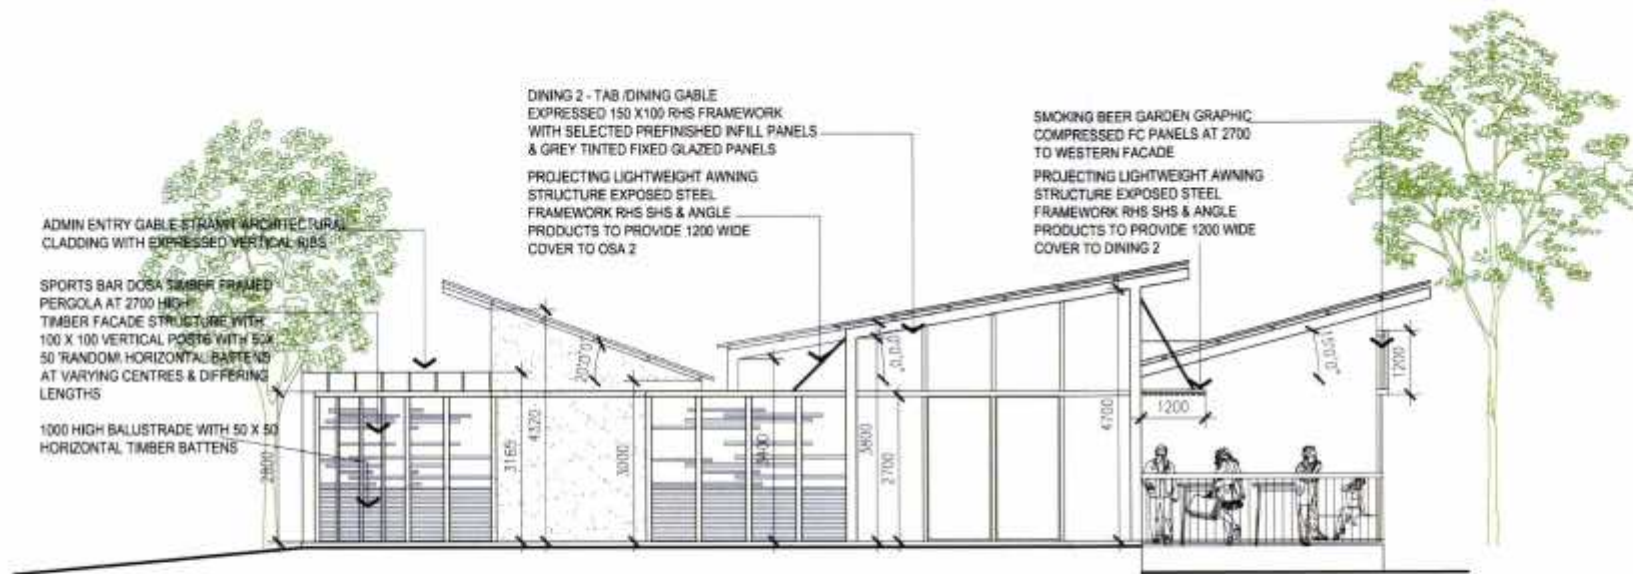 DINING 2 - TAB /DINING GABLE
EXPRESSED 150 X100 RHS FRAMEWORK
WITH SELECTED PREFINISHED INFILL PANELS
& GREY TINTED FIXED GLAZED PANELS
PROJECTING LIGHTWEIGHT AWNING
STRUCTURE EXPOSED STEEL
FRAMEWORK RHS SHS & ANGLE
PRODUCTS TO PROVIDE 1200 WIDE
COVER TO OSA 2
SMOKING BEER GARDEN GRAPHIC
COMPRESSED FC PANELS AT 2700
TO WESTERN FACADE
PROJECTING LIGHTWEIGHT AWNING
STRUCTURE EXPOSED STEEL
FRAMEWORK RHS SHS & ANGLE
PRODUCTS TO PROVIDE 1200 WIDE
COVER TO DINING 2
ADMIN ENTRY GABLE STRAMIT ARCHITECTURAL
CLADDING WITH EXPRESSED VERTICAL RIBS
SPORTS BAR DOSA TIMBER FRAMED
PERGOLA AT 2700 HIGH
TIMBER FACADE STRUCTURE WITH
100 X 100 VERTICAL POSTS WITH 50X
50 'RANDOM' HORIZONTAL BATTENS
AT VARYING CENTRES & DIFFERING
LENGTHS
1000 HIGH BALUSTRADE WITH 50 X 50
HORIZONTAL TIMBER BATTENS
2800
3165
4320
3000
3800
2700
4700
1200
1200